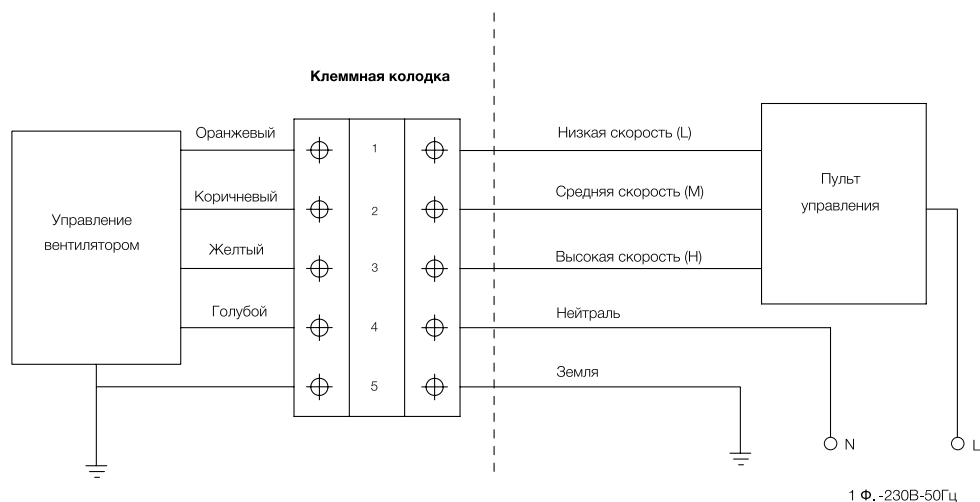 Клеммная колодка
Оранжевый
1
Низкая скорость (L)
Коричневый
2
Средняя скорость (M)
Пульт
управления
Управление
вентилятором
Желтый
3
Высокая скорость (H)
Голубой
4
Нейтраль
5
Земля
N
L
1 Ф.-230В-50Гц